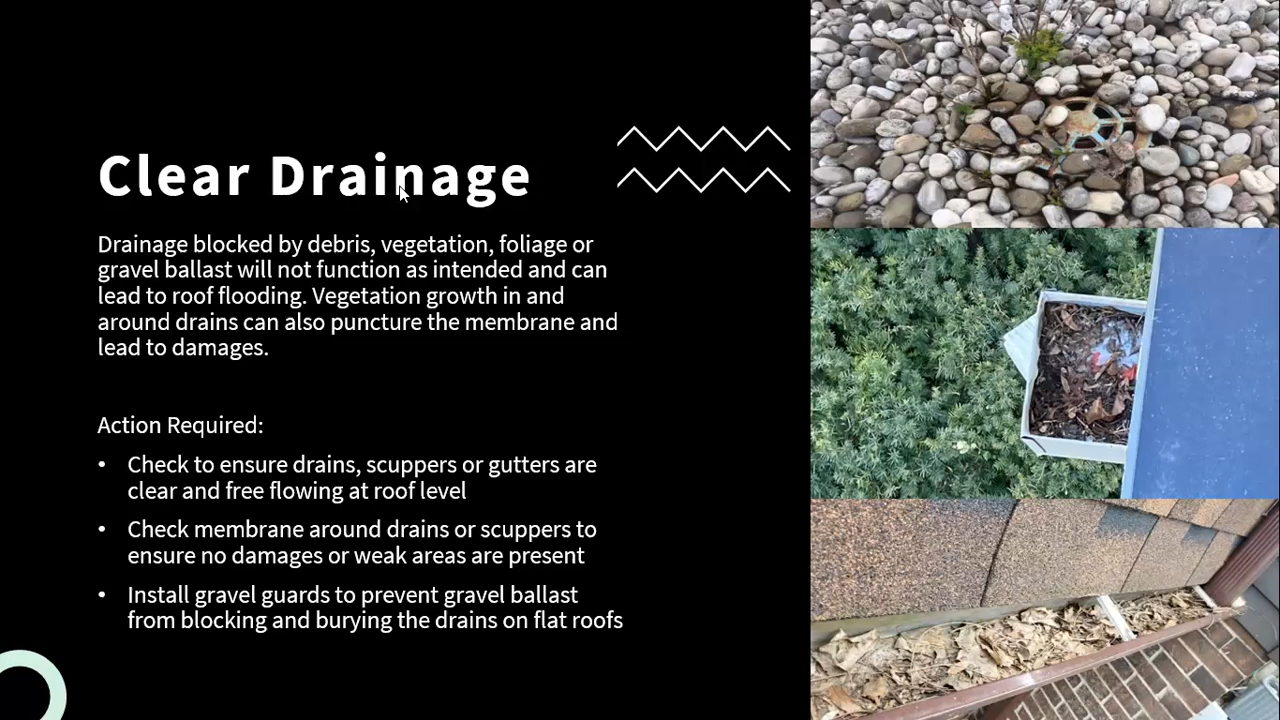 Clear Drainage
Drainage blocked by debris, vegetation, foliage or
gravel ballast will not function as intended and can
lead to roof flooding. Vegetation growth in and
around drains can also puncture the membrane and
lead to damages.
Action Required:
• Check to ensure drains, scuppers or gutters are
clear and free flowing at roof level
• Check membrane around drains or scuppers to
ensure no damages or weak areas are present
• Install gravel guards to prevent gravel ballast
from blocking and burying the drains on flat roofs